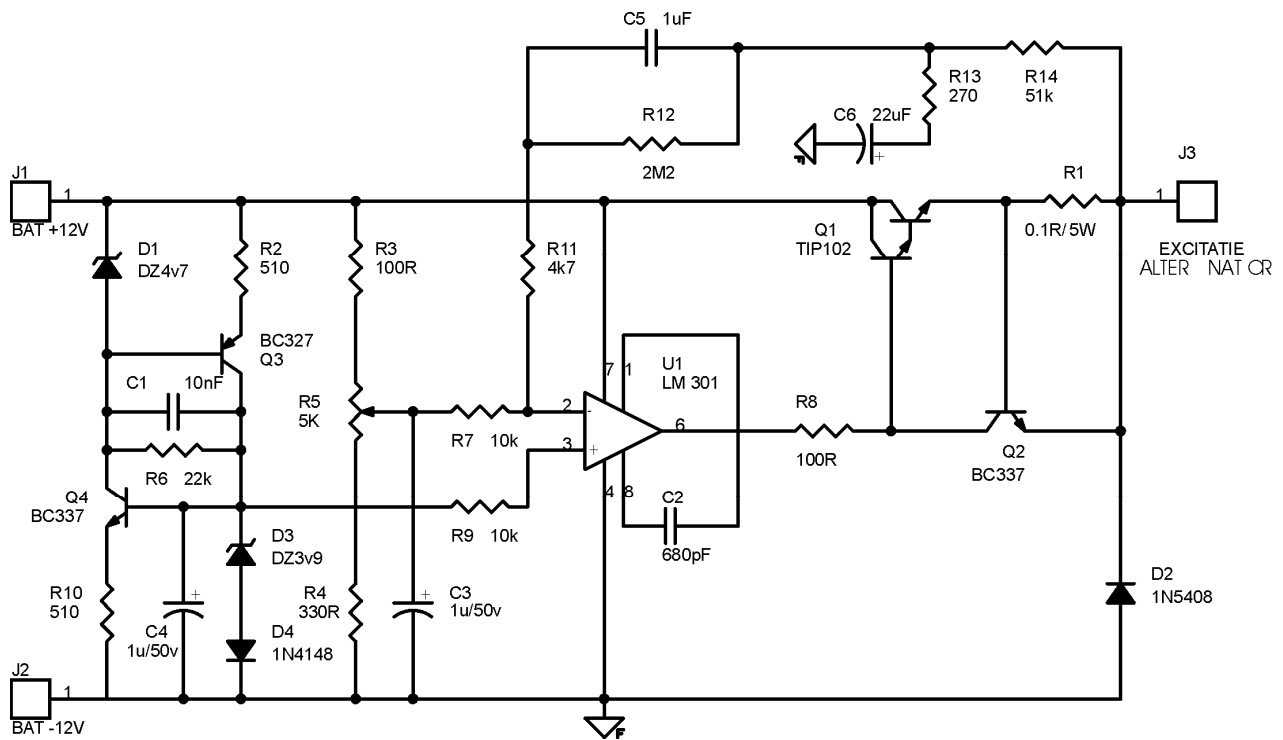 C5 1uF
R13
270
R14
51k
R12
C6 22uF
2M2
J3
J1
1
BAT +12V
R1
1
Q1
TIP102
0.1R/5W
D1
DZ4v7
R2
510
R3
100R
R11
4k7
EXCITATIE
ALTER NAT OR
BC327
Q3
7 1
U1
LM 301
C1 10nF
R5
5K
2
-
R8
6
R7 10k
3
+
100R
Q2
BC337
R6 22k
Q4
BC337
4 8
C2
R9 10k
D3
DZ3v9
680pF
D2
1N5408
R10
510
R4
330R
C3
1u/50v
C4
1u/50v
D4
1N4148
J2
1
BAT -12V
F